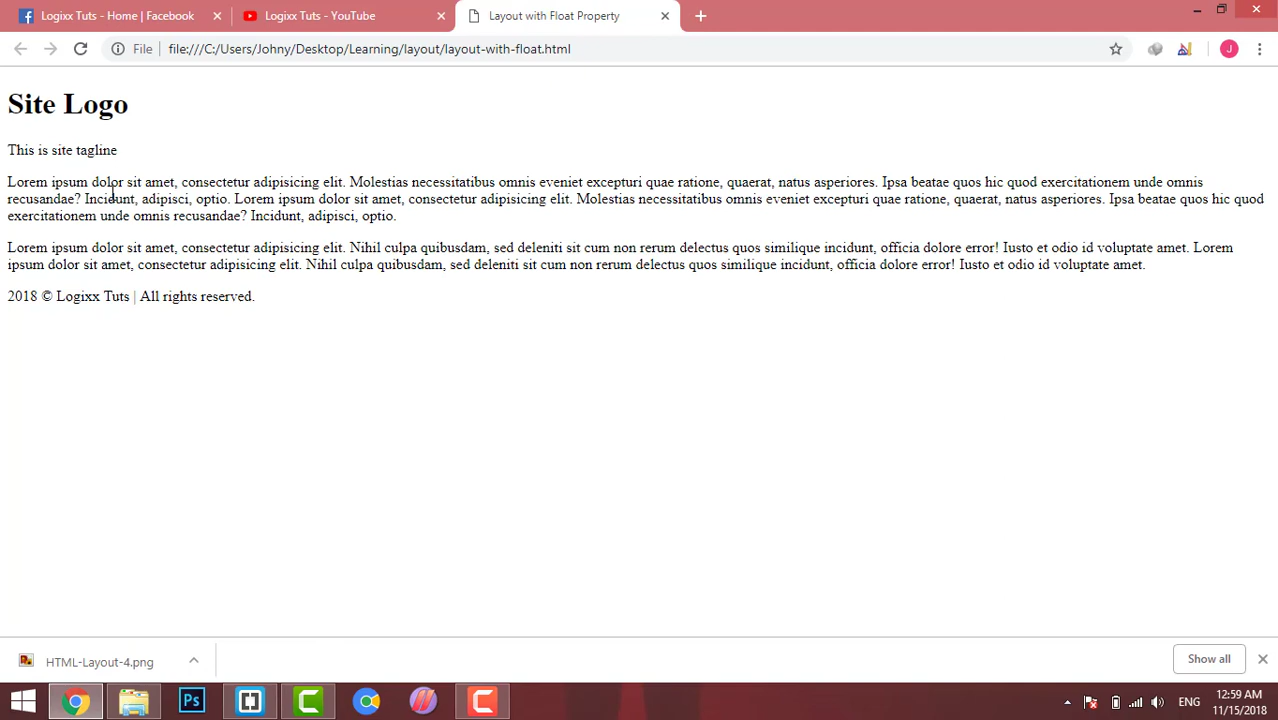 Logixx Tuts - Home | Facebook
Logixx Tuts - YouTube
Layout with Float Property
File
file:///C:/Users/Johny/Desktop/Learning/layout/layout-with-float.html
J
Site Logo
This is site tagline
Lorem ipsum dolor sit amet, consectetur adipisicing elit. Molestias necessitatibus omnis eveniet excepturi quae ratione, quaerat, natus asperiores. Ipsa beatae quos hic quod exercitationem unde omnis
recusandae? Incidunt, adipisci, optio. Lorem ipsum dolor sit amet, consectetur adipisicing elit. Molestias necessitatibus omnis eveniet excepturi quae ratione, quaerat, natus asperiores. Ipsa beatae quos hic quod
exercitationem unde omnis recusandae? Incidunt, adipisci, optio.
Lorem ipsum dolor sit amet, consectetur adipisicing elit. Nihil culpa quibusdam, sed deleniti sit cum non rerum delectus quos similique incidunt, officia dolore error! Iusto et odio id voluptate amet. Lorem
ipsum dolor sit amet, consectetur adipisicing elit. Nihil culpa quibusdam, sed deleniti sit cum non rerum delectus quos similique incidunt, officia dolore error! Iusto et odio id voluptate amet.
2018 © Logixx Tuts | All rights reserved.
HTML-Layout-4.png
Show all
Ps
ENG
12:59 AM
11/15/2018